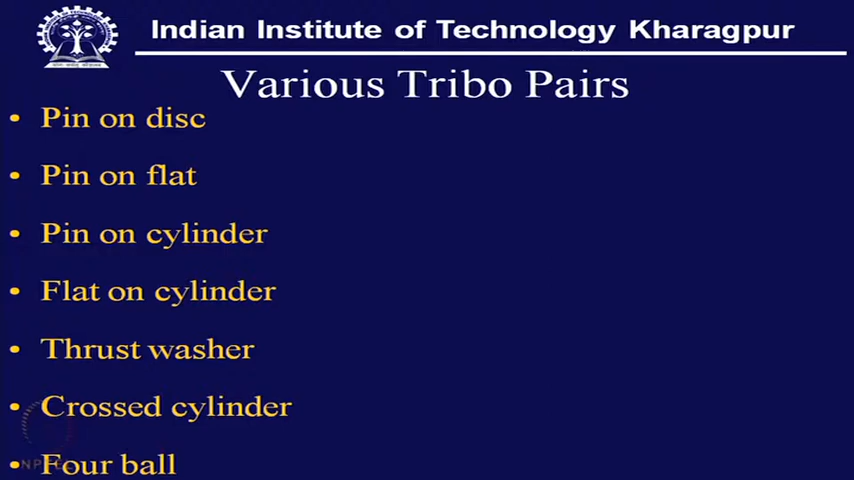 Indian Institute of Technology Kharagpur
Various Tribo Pairs
• Pin on disc
• Pin on flat
• Pin on cylinder
• Flat on cylinder
• Thrust washer
• Crossed cylinder
• Four ball
NPTEL